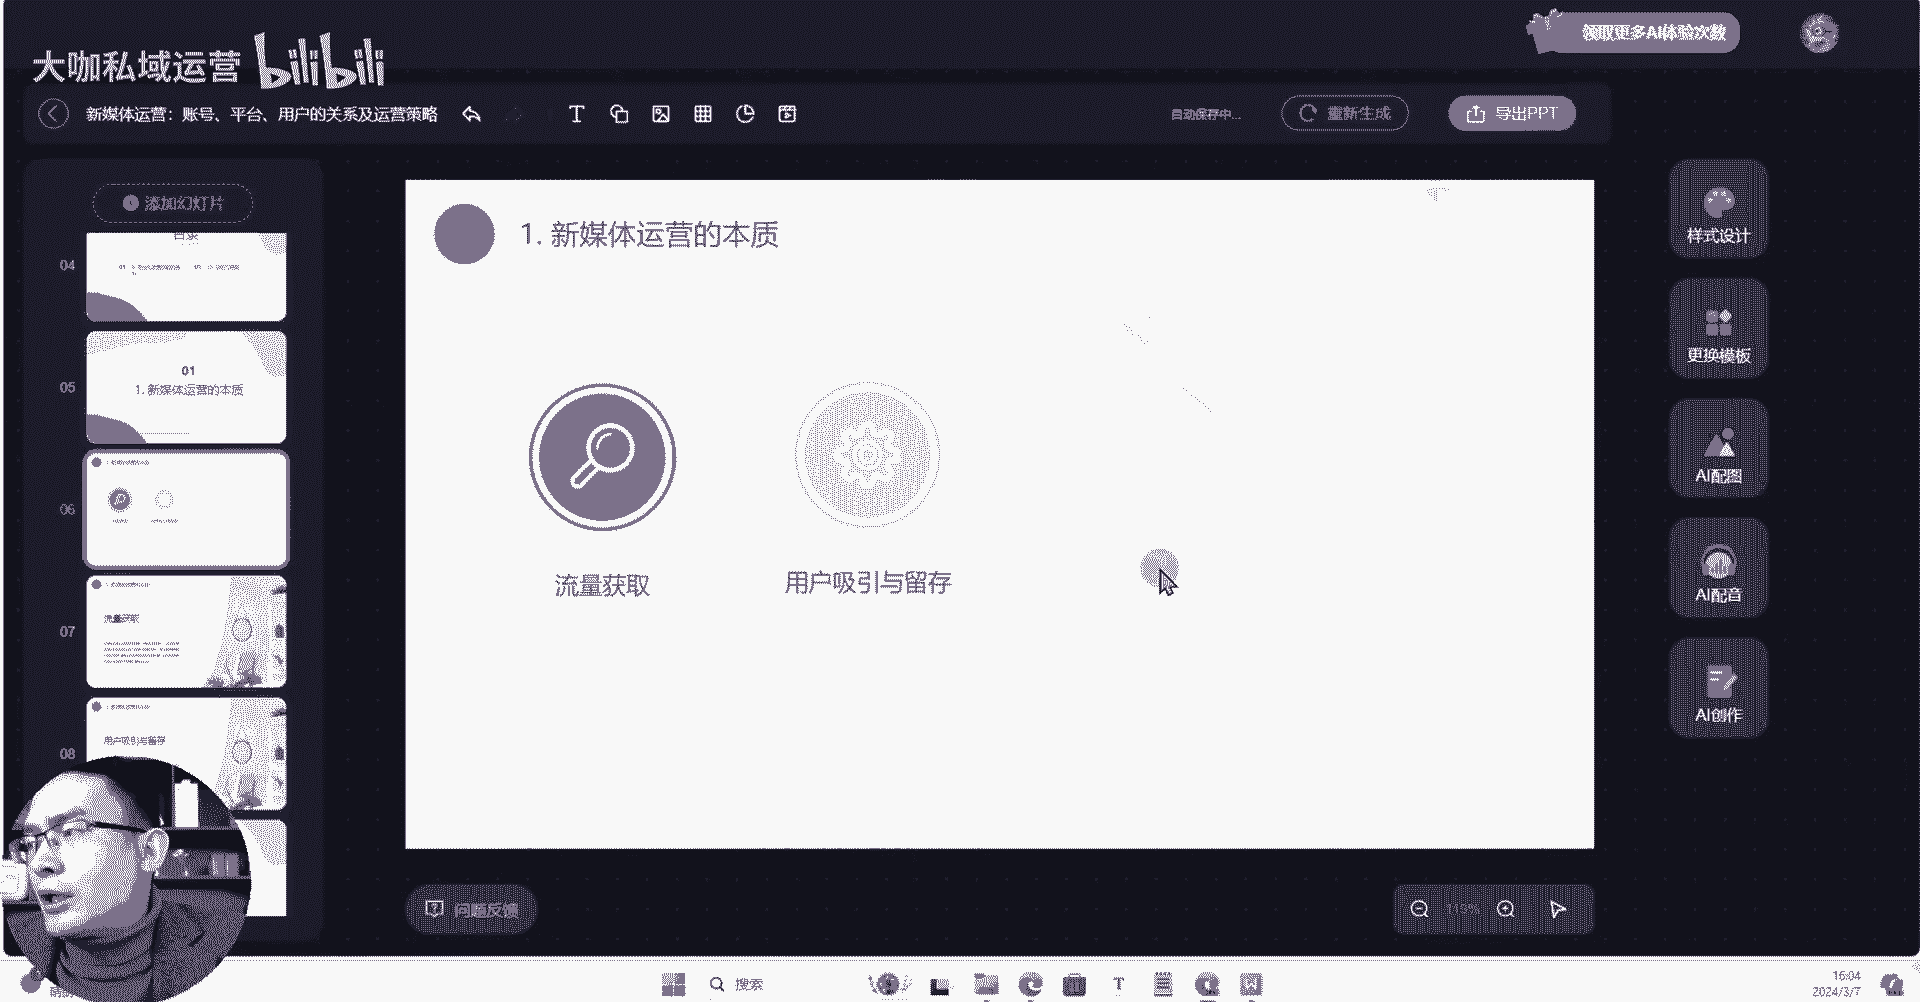 领取更多AI体验次数
大咖私域运营 bilibili
新媒体运营：账号、平台、用户的关系及运营策略
自动保存中...
重新生成
导出PPT
添加幻灯片
04
目录
05
01
1. 新媒体运营的本质
06
07
流量获取
08
用户吸引与留存
1. 新媒体运营的本质
流量获取
用户吸引与留存
样式设计
更换模板
AI配图
AI配音
AI创作
问题反馈
搜索
16:04
2024/3/7